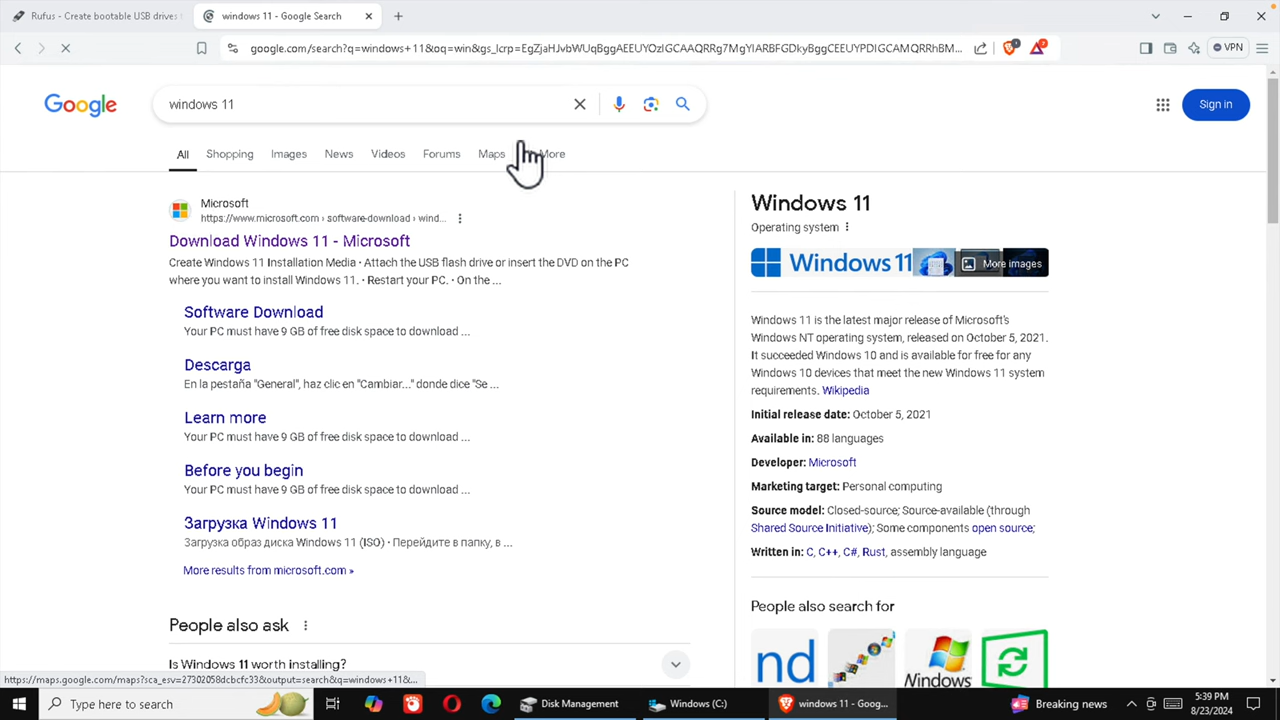 Rufus - Create bootable USB drives
windows 11 - Google Search
google.com/search?q=windows+11&oq=win&gs_lcrp=EgZjaHJvbWUqBggAEEUYOzIGCAAQRRg7MgYIARBFGDkyBggCEEUYPDIGCAMQRRhBM...
VPN
Google
windows 11
Sign in
All Shopping Images News Videos Forums Maps More
Microsoft
https://www.microsoft.com › software-download › wind...
Download Windows 11 - Microsoft
Create Windows 11 Installation Media · Attach the USB flash drive or insert the DVD on the PC
where you want to install Windows 11. · Restart your PC. · On the ...
Software Download
Your PC must have 9 GB of free disk space to download ...
Descarga
En la pestaña "General", haz clic en "Cambiar..." donde dice "Se ...
Learn more
Your PC must have 9 GB of free disk space to download ...
Before you begin
Your PC must have 9 GB of free disk space to download ...
Загрузка Windows 11
Загрузка образ диска Windows 11 (ISO) · Перейдите в папку, в ...
More results from microsoft.com »
People also ask
Is Windows 11 worth installing?
Windows 11
Operating system
Windows 11
More images
Windows 11 is the latest major release of Microsoft's
Windows NT operating system, released on October 5, 2021.
It succeeded Windows 10 and is available for free for any
Windows 10 devices that meet the new Windows 11 system
requirements. Wikipedia
Initial release date: October 5, 2021
Available in: 88 languages
Developer: Microsoft
Marketing target: Personal computing
Source model: Closed-source; Source-available (through
Shared Source Initiative); Some components open source;
Written in: C, C++, C#, Rust, assembly language
People also search for
nd
Windows
https://maps.google.com/maps?sca_esv=27302058dcbcfc33&output=search&q=windows+11&...
Type here to search
Disk Management
Windows (C:)
windows 11 - Goog...
Breaking news
5:39 PM
8/23/2024